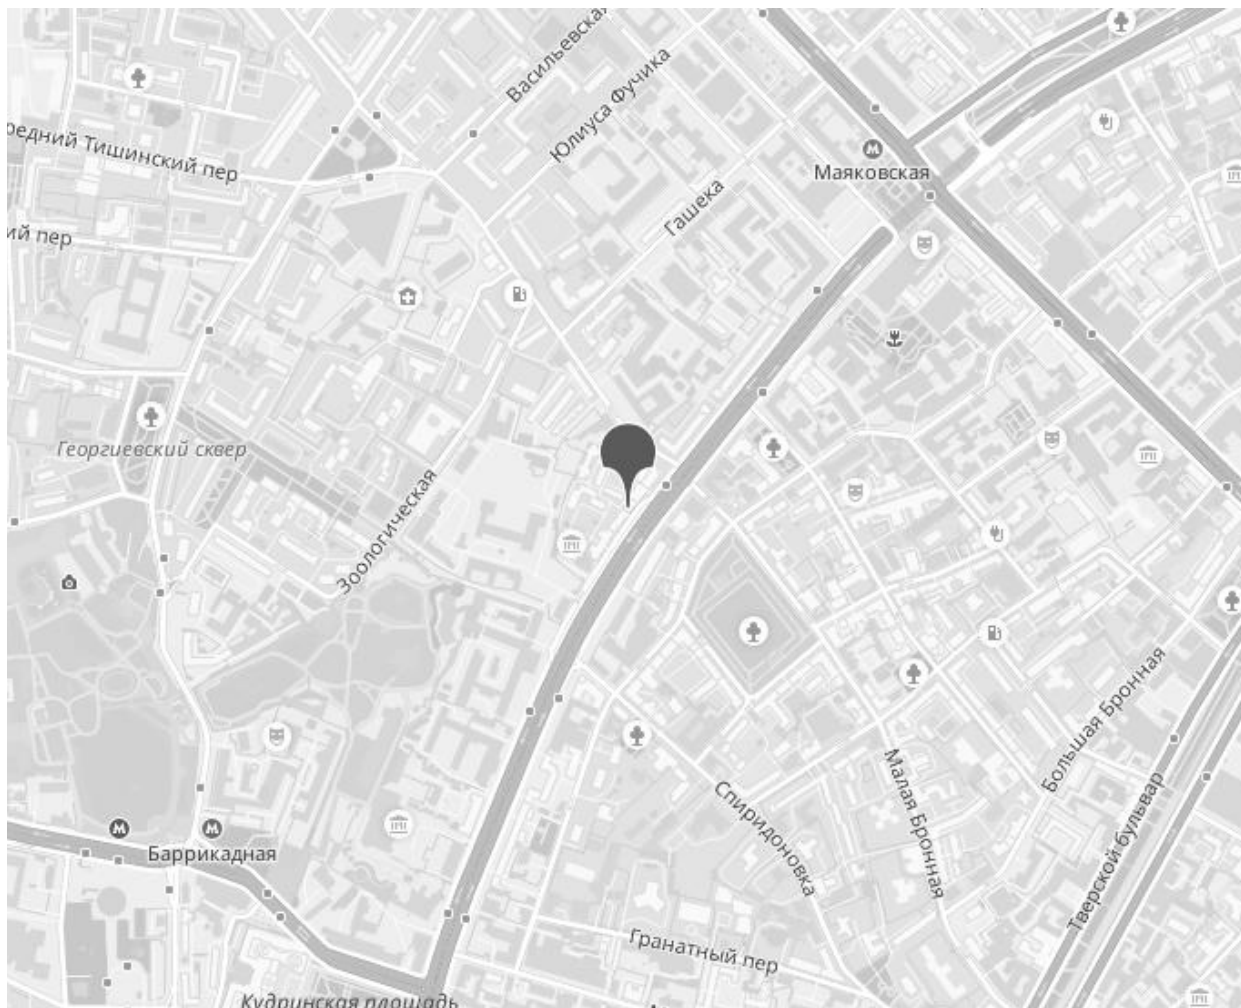 Васильевская
Юлиуса Фучика
редний Тишинский пер
Маяковская
Гашека
ий пер
Георгиевский сквер
Зоологическая
Большая Бронная
Малая Бронная
Спиридоновка
Тверской бульвар
Баррикадная
Гранатный пер
Кудринская площадь